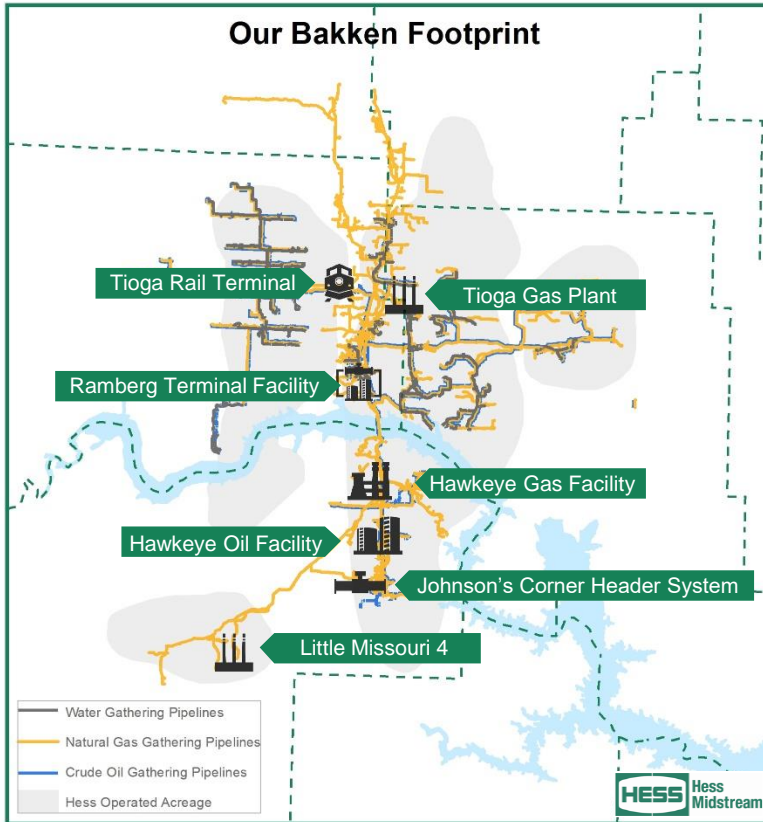 Our Bakken Footprint
Tioga Rail Terminal
Tioga Gas Plant
Ramberg Terminal Facility
Hawkeye Gas Facility
Hawkeye Oil Facility
Johnson's Corner Header System
Little Missouri 4
Water Gathering Pipelines
Natural Gas Gathering Pipelines
Crude Oil Gathering Pipelines
Hess Operated Acreage
HESS
Hess
Midstream